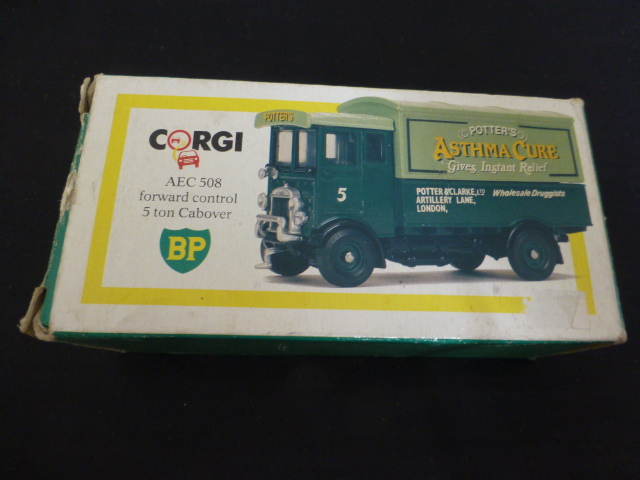 CORGI
AEC 508
forward control
5 ton Cabover
BP
POTTER'S
5
POTTER'S
ASTHMA CURE
Gives Instant Relief
POTTER & CLARKE, LTD
ARTILLERY LANE,
LONDON,
Wholesale Druggists